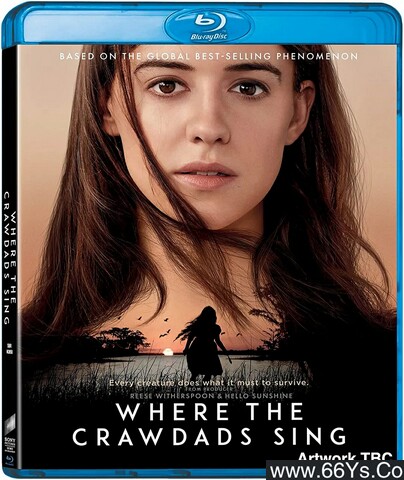 Blu-ray Disc
BASED ON THE GLOBAL BEST-SELLING PHENOMENON
WHERE THE
CRAWDADS SING
Every creature does what it must to survive.
FROM PRODUCER
REESE WITHERSPOON & HELLO SUNSHINE
WHERE THE
CRAWDADS SING
Artwork TBC
www.66Ys.Co
SONY